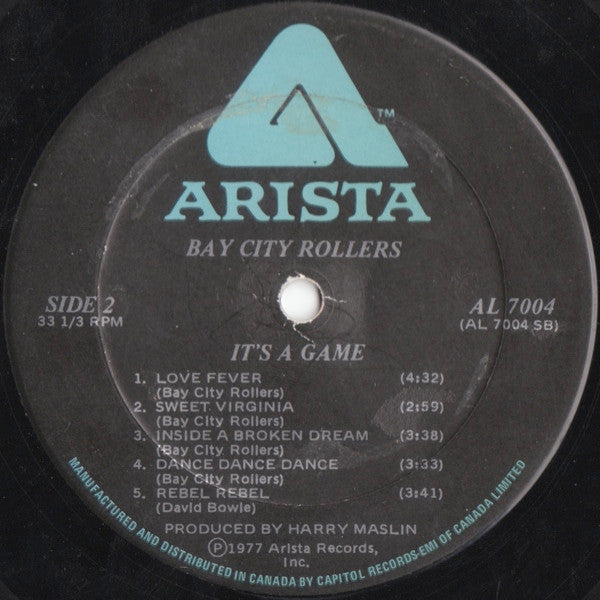 ™
ARISTA
BAY CITY ROLLERS
SIDE 2
33 1/3 RPM
AL 7004
(AL 7004 SB)
IT'S A GAME
1. LOVE FEVER (4:32)
(Bay City Rollers)
2. SWEET VIRGINIA (2:59)
(Bay City Rollers)
3. INSIDE A BROKEN DREAM (3:38)
(Bay City Rollers)
4. DANCE DANCE DANCE (3:33)
(Bay City Rollers)
5. REBEL REBEL (3:41)
(David Bowie)
PRODUCED BY HARRY MASLIN
Ⓟ1977 Arista Records,
Inc.
MANUFACTURED AND DISTRIBUTED IN CANADA BY CAPITOL RECORDS-EMI OF CANADA LIMITED